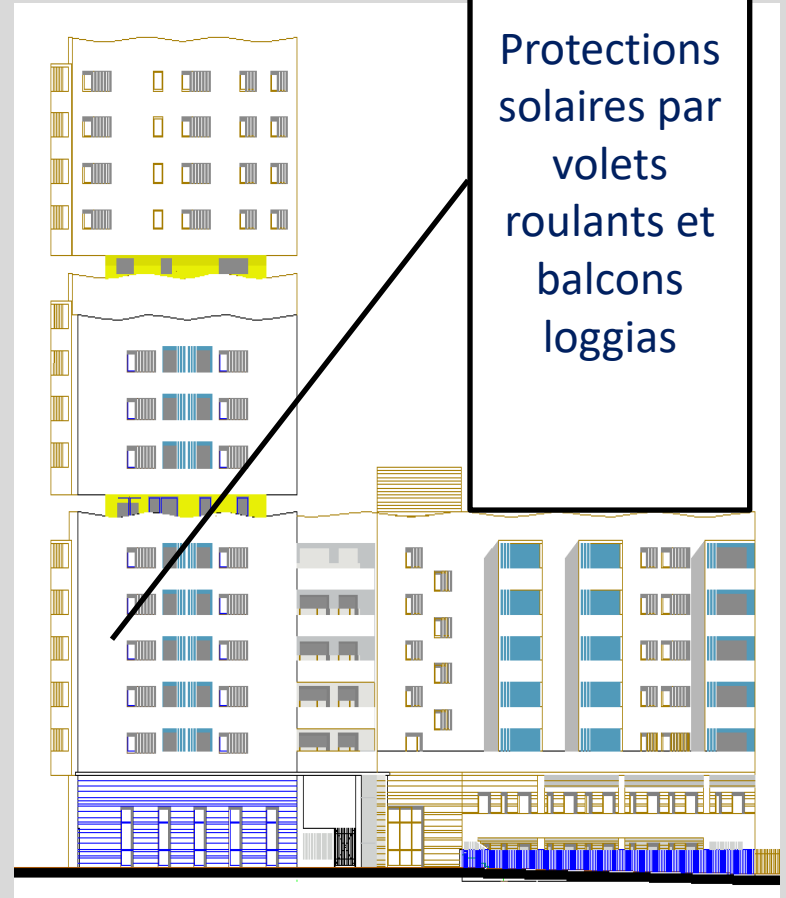 Protections
solaires par
volets
roulants et
balcons
loggias